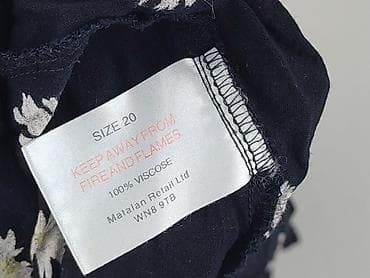 SIZE 20
KEEP AWAY FROM
FIRE AND FLAMES
100% VISCOSE
Matalan Retail Ltd
WN8 9TB